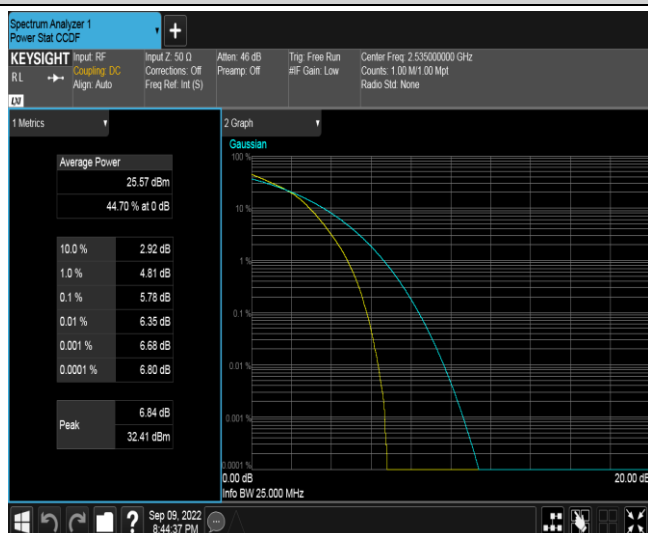 Spectrum Analyzer 1
Power Stat CCDF
KEYSIGHT
RL
LXI
Input: RF
Coupling: DC
Align: Auto
Input Z: 50 Ω
Corrections: Off
Freq Ref: Int (S)
Atten: 46 dB
Preamp: Off
Trig: Free Run
#IF Gain: Low
Center Freq: 2.535000000 GHz
Counts: 1.00 M/1.00 Mpt
Radio Std: None
1 Metrics
Average Power
25.57 dBm
44.70 % at 0 dB
10.0 % 2.92 dB
1.0 % 4.81 dB
0.1 % 5.78 dB
0.01 % 6.35 dB
0.001 % 6.68 dB
0.0001 % 6.80 dB
Peak
6.84 dB
32.41 dBm
2 Graph
Gaussian
100 %
10 %
1 %
0.1 %
0.01 %
0.001 %
0.0001 %
0.00 dB
20.00 dB
Info BW 25.000 MHz
?
Sep 09, 2022
8:44:37 PM